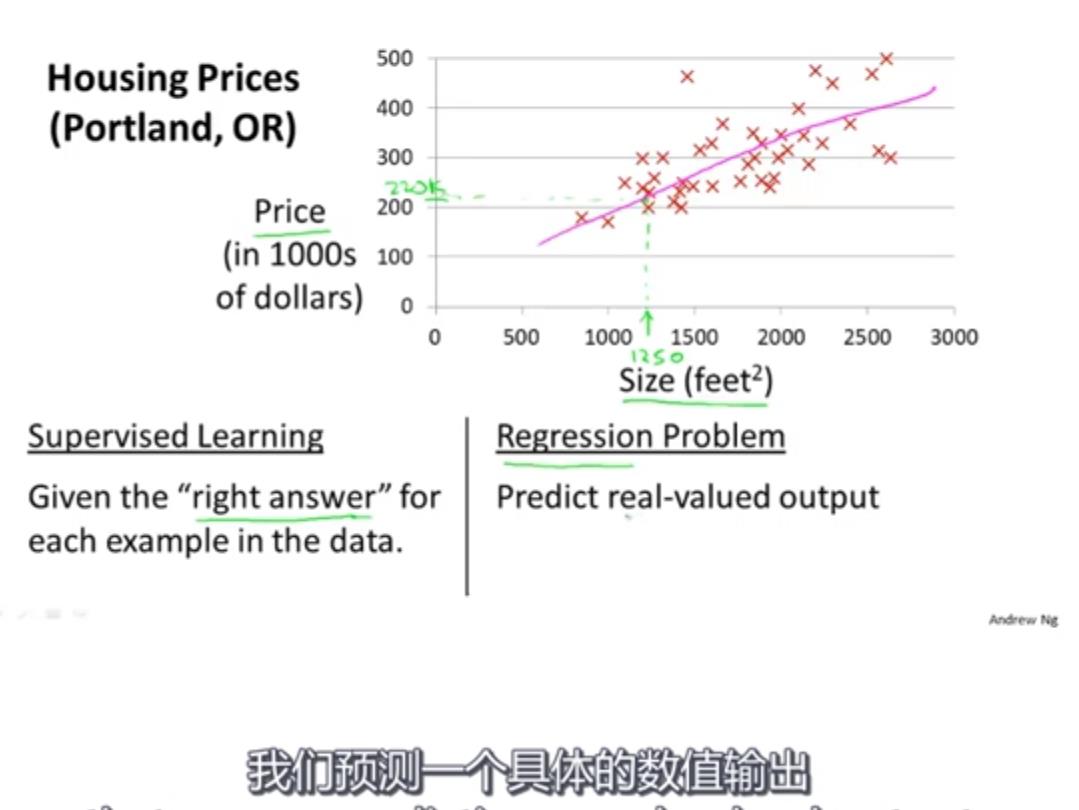 Housing Prices
(Portland, OR)
Price
(in 1000s
of dollars)
500
400
300
220K
200
100
0
0 500 1000 1500 2000 2500 3000
1250
Size (feet²)
Supervised Learning
Given the “right answer” for
each example in the data.
Regression Problem
Predict real-valued output
Andrew Ng
我们预测一个具体的数值输出